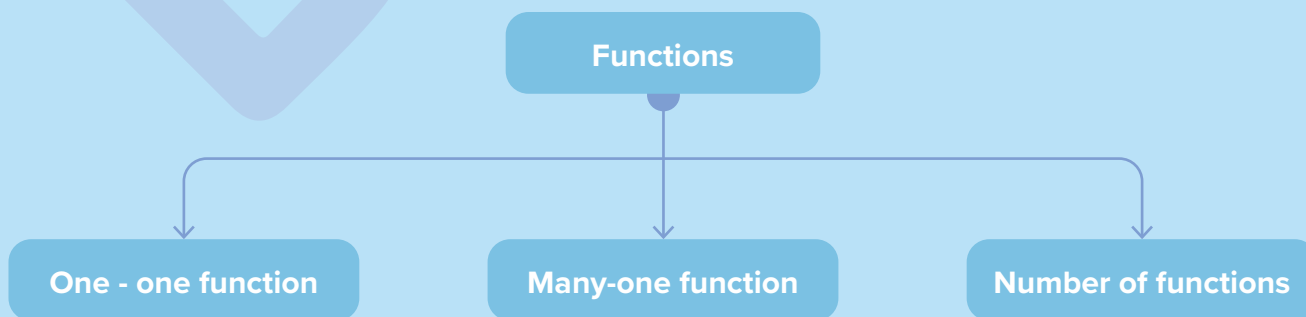 Functions
One - one function
Many-one function
Number of functions